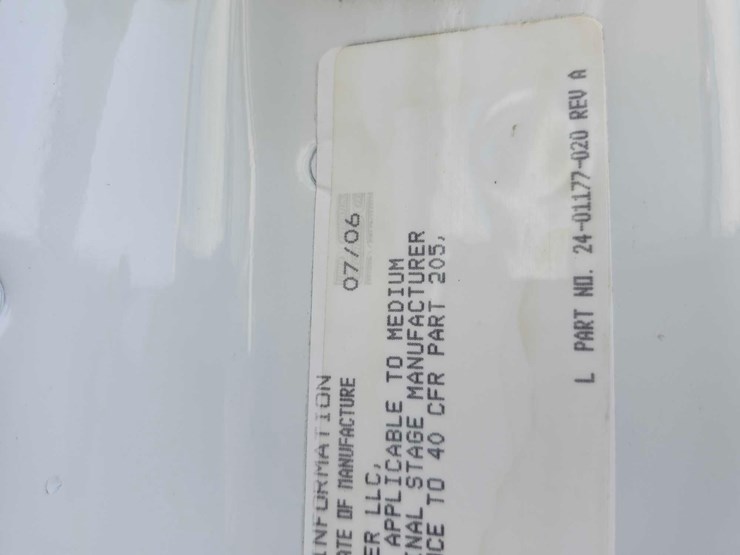 INFORMATION
ATE OF MANUFACTURE 07/06
ER LLC,
APPLICABLE TO MEDIUM
NAL STAGE MANUFACTURER
CE TO 40 CFR PART 205,
L PART NO. 24-01177-020 REV A